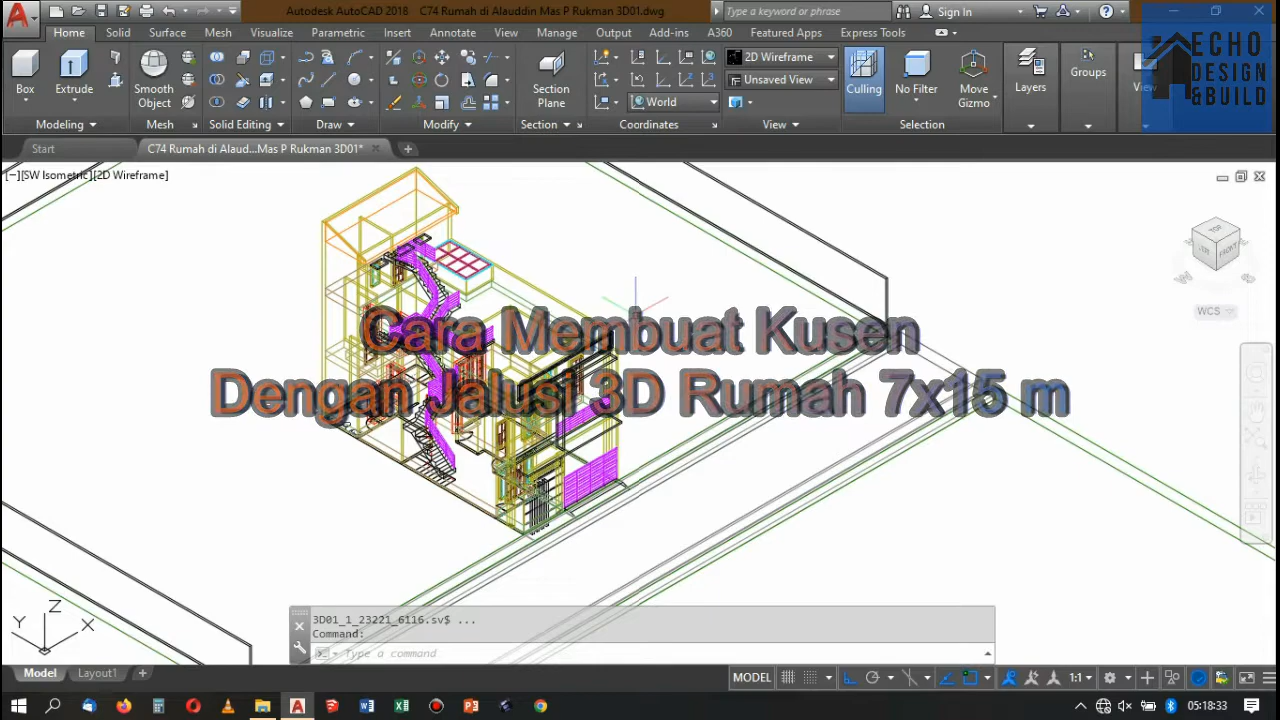 Autodesk AutoCAD 2018 C74 Rumah di Alauddin Mas P Rukman 3D01.dwg
Type a keyword or phrase
Sign In
Home Solid Surface Mesh Visualize Parametric Insert Annotate View Manage Output Add-ins A360 Featured Apps Express Tools
ECHO
DESIGN
&BUILD
Box Extrude Smooth Object Section Plane
2D Wireframe
Unsaved View
World
Culling No Filter Move Gizmo Layers Groups View
Modeling Mesh Solid Editing Draw Modify Section Coordinates View Selection
Start C74 Rumah di Alaud...Mas P Rukman 3D01*
[−][SW Isometric][2D Wireframe]
TOP
FRONT
WCS
Cara Membuat Kusen
Dengan Jalusi 3D Rumah 7x15 m
3D01_1_23221_6116.sv$ ...
Command:
Type a command
Z
Y
X
Model Layout1
MODEL 1:1
05:18:33